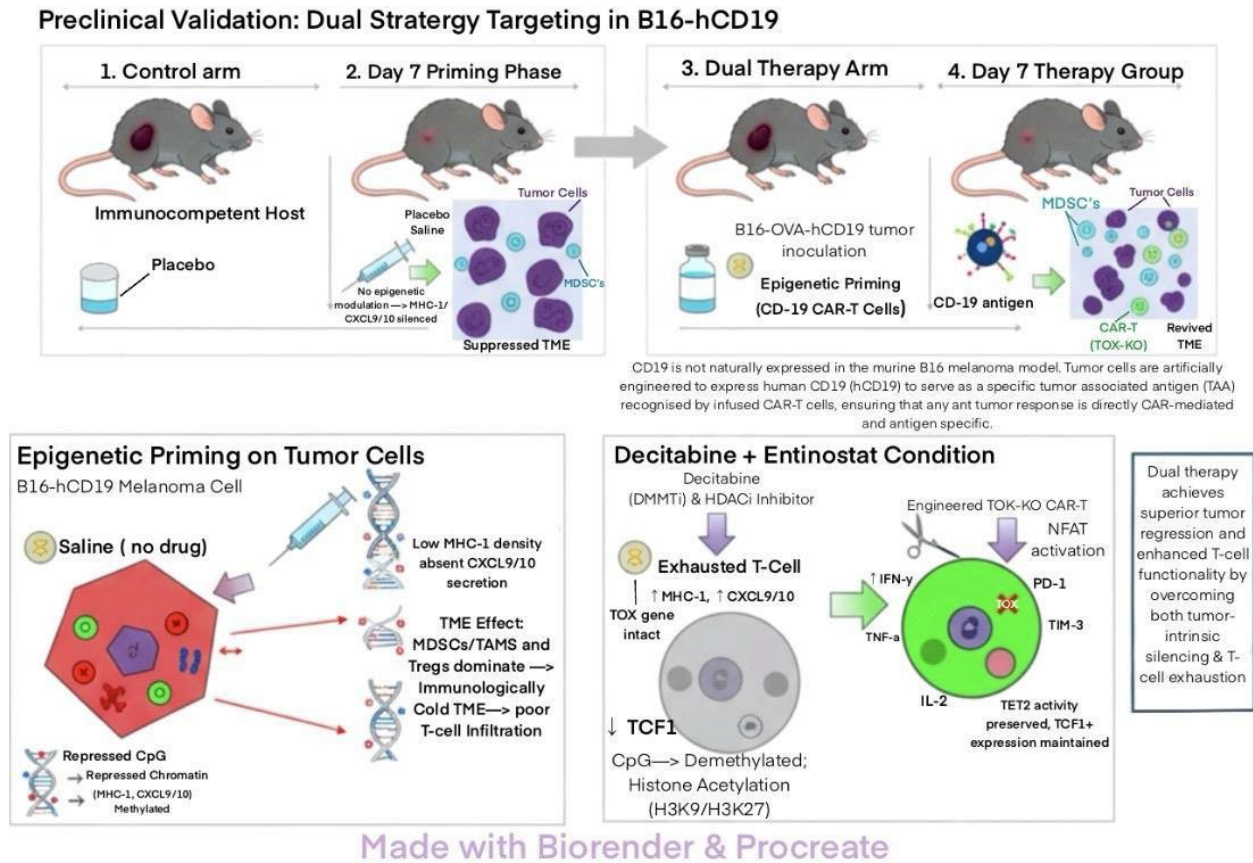 Preclinical Validation: Dual Stratergy Targeting in B16-hCD19
1. Control arm
2. Day 7 Priming Phase
Immunocompetent Host
Placebo
Placebo
Saline
No epigenetic
modulation —> MHC-1/
CXCL9/10 silenced
Tumor Cells
MDSC's
Suppressed TME
3. Dual Therapy Arm
4. Day 7 Therapy Group
B16-OVA-hCD19 tumor
inoculation
Epigenetic Priming
(CD-19 CAR-T Cells)
CD-19 antigen
MDSC's
Tumor Cells
CAR-T
(TOX-KO)
Revived
TME
CD19 is not naturally expressed in the murine B16 melanoma model. Tumor cells are artificially
engineered to express human CD19 (hCD19) to serve as a specific tumor associated antigen (TAA)
recognised by infused CAR-T cells, ensuring that any ant tumor response is directly CAR-mediated
and antigen specific.
Epigenetic Priming on Tumor Cells
B16-hCD19 Melanoma Cell
Saline ( no drug)
Low MHC-1 density
absent CXCL9/10
secretion
TME Effect:
MDSCs/TAMS and
Tregs dominate —>
Immunologically
Cold TME—> poor
T-cell Infiltration
Repressed CpG
→ Repressed Chromatin
→ (MHC-1, CXCL9/10)
Methylated
Decitabine + Entinostat Condition
Decitabine
(DMMTi) & HDACi Inhibitor
Exhausted T-Cell
↑ MHC-1, ↑ CXCL9/10
TOX gene
intact
↓ TCF1
CpG—> Demethylated;
Histone Acetylation
(H3K9/H3K27)
Engineered TOK-KO CAR-T
NFAT
activation
↑ IFN-y
TNF-a
IL-2
PD-1
TOX
TIM-3
TET2 activity
preserved, TCF1+
expression maintained
Dual therapy
achieves
superior tumor
regression and
enhanced T-cell
functionality by
overcoming
both tumor-
intrinsic
silencing & T-
cell exhaustion
Made with Biorender & Procreate